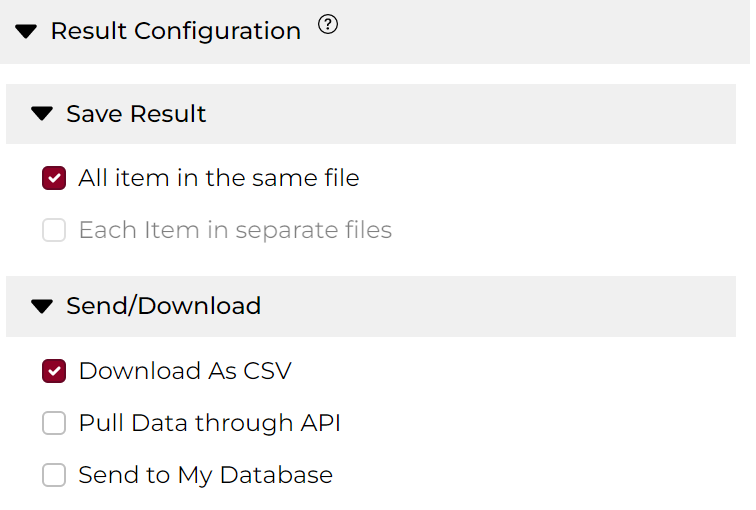 Result Configuration ?
Save Result
All item in the same file
Each Item in separate files
Send/Download
Download As CSV
Pull Data through API
Send to My Database